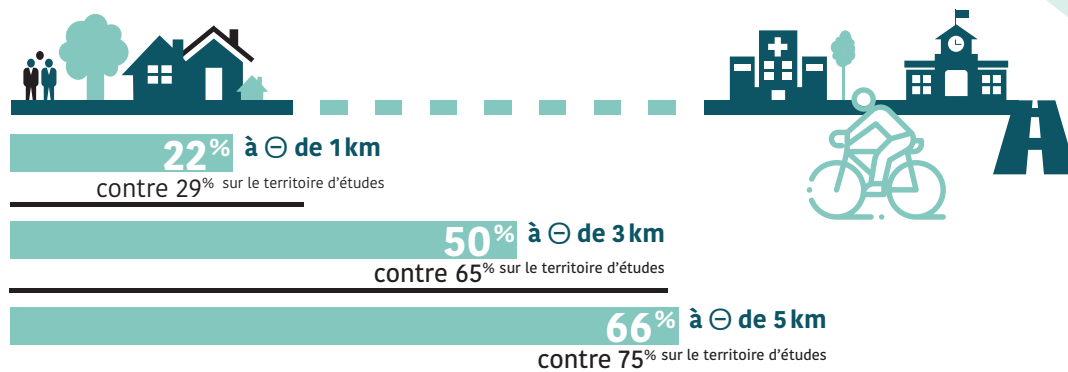 22% à ⊖ de 1 km
contre 29% sur le territoire d'études
50% à ⊖ de 3 km
contre 65% sur le territoire d'études
66% à ⊖ de 5 km
contre 75% sur le territoire d'études